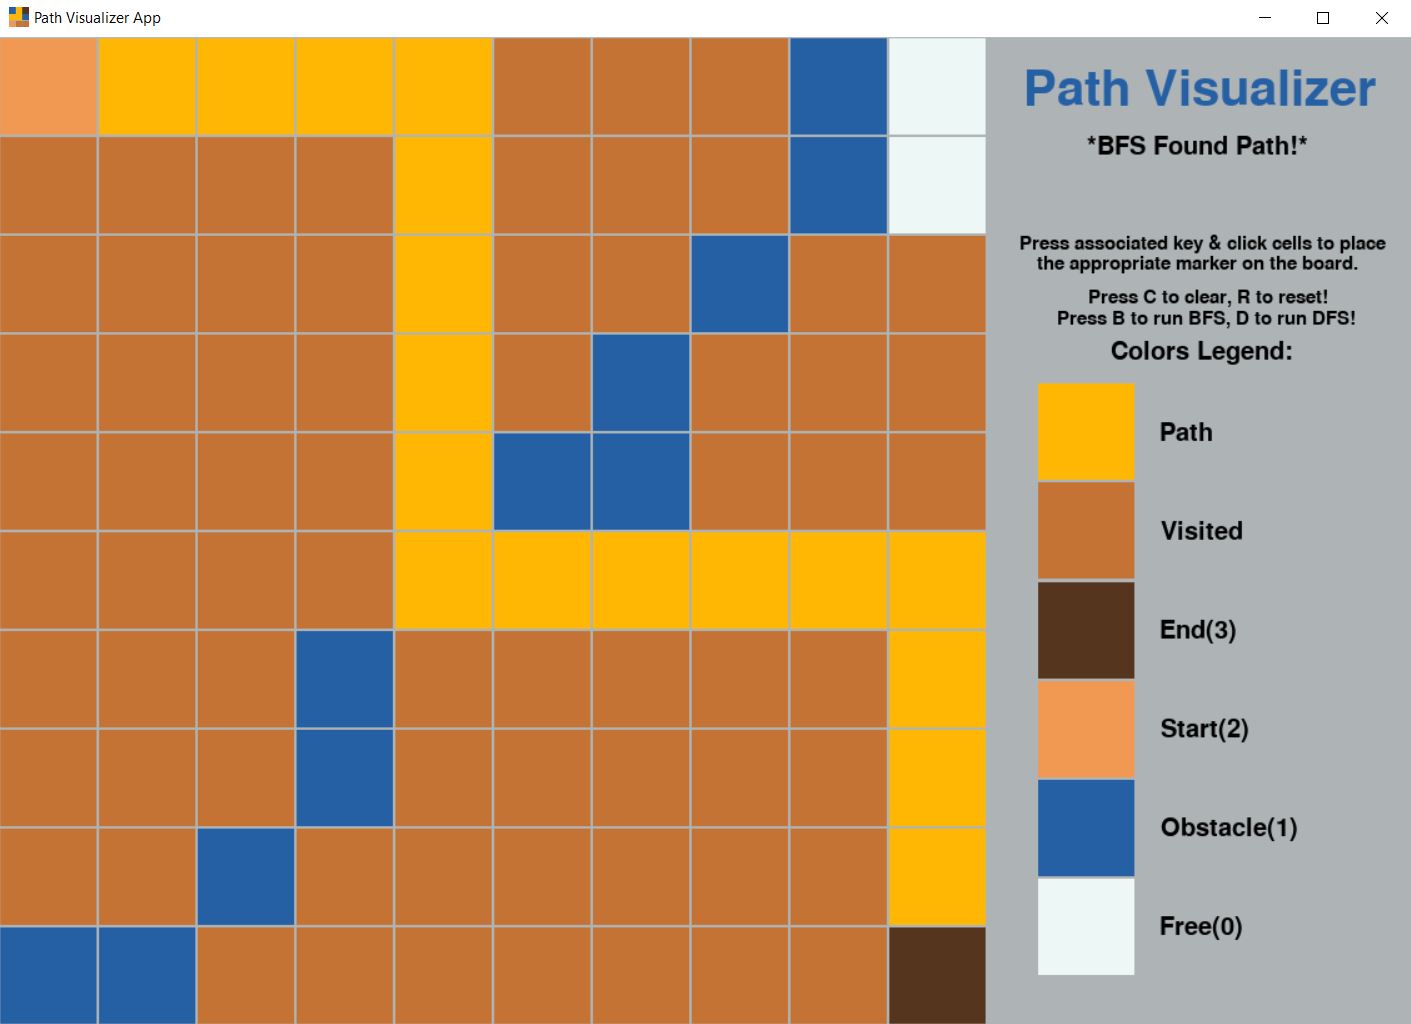 Path Visualizer App
Path Visualizer
*BFS Found Path!*
Press associated key & click cells to place
the appropriate marker on the board.
Press C to clear, R to reset!
Press B to run BFS, D to run DFS!
Colors Legend:
Path
Visited
End(3)
Start(2)
Obstacle(1)
Free(0)